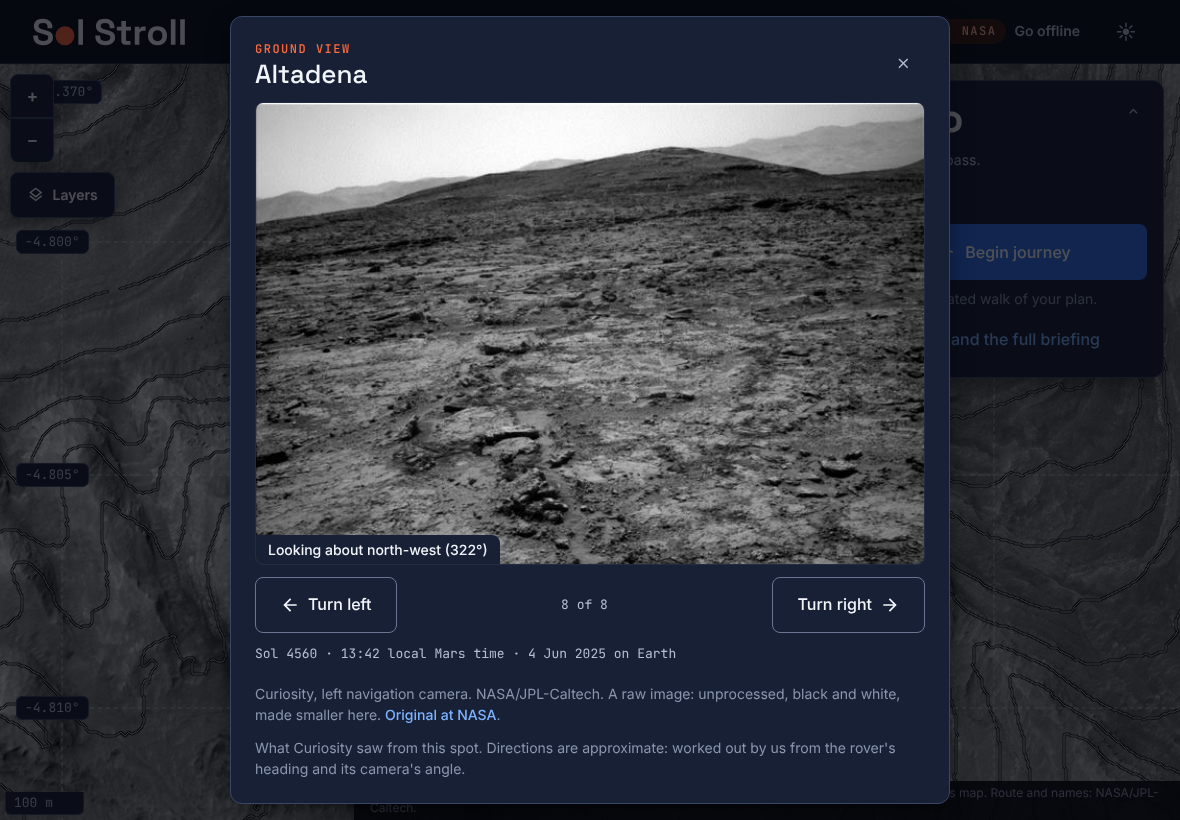 Sol Stroll
NASA
Go offline
GROUND VIEW
Altadena
+
.370°
−
Layers
-4.800°
-4.805°
-4.810°
100 m
pass.
Begin journey
walk of your plan.
and the full briefing
Looking about north-west (322°)
Turn left
8 of 8
Turn right
Sol 4560 · 13:42 local Mars time · 4 Jun 2025 on Earth
Curiosity, left navigation camera. NASA/JPL-Caltech. A raw image: unprocessed, black and white,
made smaller here. Original at NASA.
What Curiosity saw from this spot. Directions are approximate: worked out by us from the rover's
heading and its camera's angle.
map. Route and names: NASA/JPL-
Caltech.